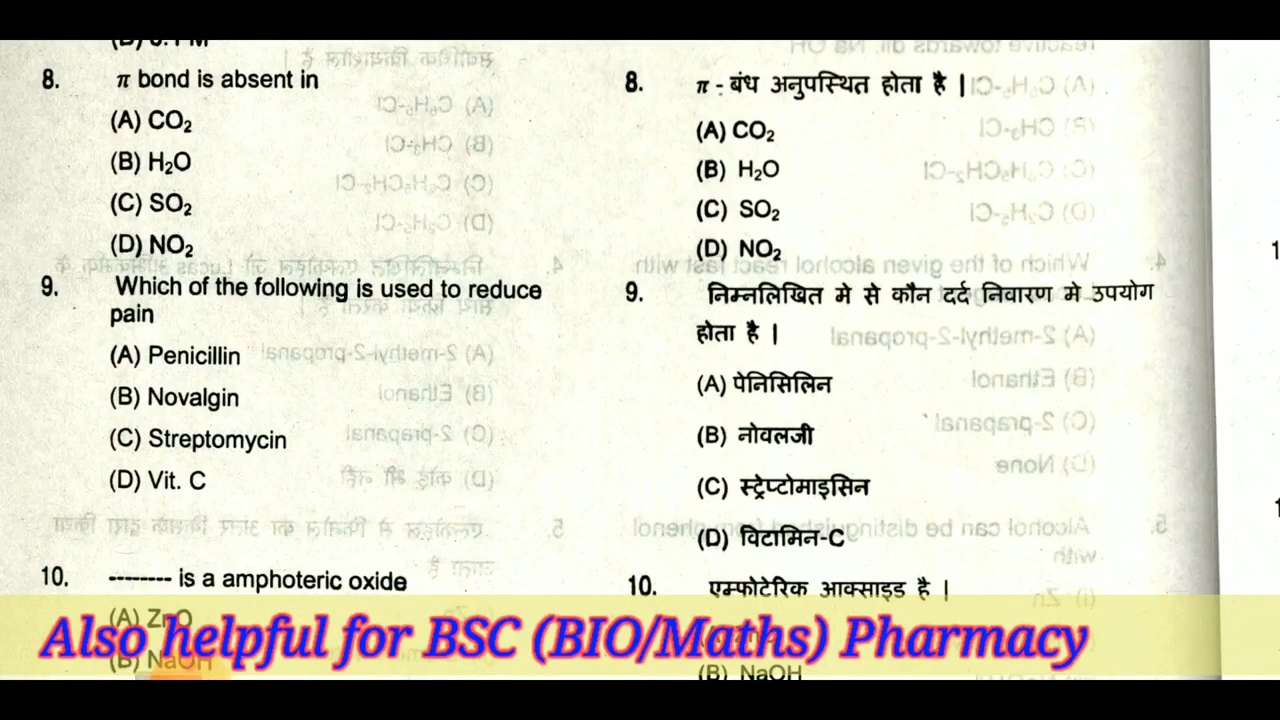 8. π bond is absent in
(A) CO₂
(B) H₂O
(C) SO₂
(D) NO₂
9. Which of the following is used to reduce
pain
(A) Penicillin
(B) Novalgin
(C) Streptomycin
(D) Vit. C
10. -------- is a amphoteric oxide
(A) ZnO
(B) NaOH
8. π - बंध अनुपस्थित होता है |
(A) CO₂
(B) H₂O
(C) SO₂
(D) NO₂
9. निम्नलिखित मे से कौन दर्द निवारण मे उपयोग
होता है |
(A) पेनिसिलिन
(B) नोवलजी
(C) स्ट्रेप्टोमाइसिन
(D) विटामिन-C
10. एम्फोटेरिक आक्साइड है |
(B) NaOH
Also helpful for BSC (BIO/Maths) Pharmacy